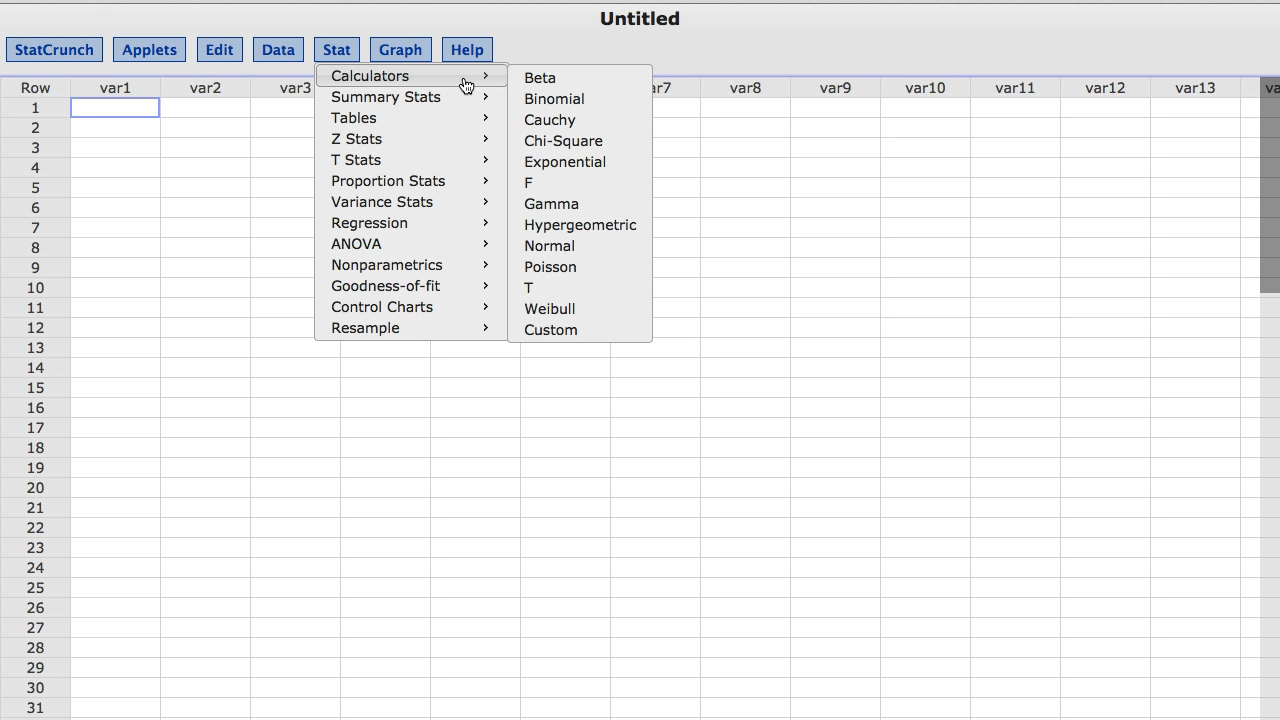 Untitled
StatCrunch Applets Edit Data Stat Graph Help
Row var1 var2 var3 var8 var9 var10 var11 var12 var13
Calculators
Summary Stats
Tables
Z Stats
T Stats
Proportion Stats
Variance Stats
Regression
ANOVA
Nonparametrics
Goodness-of-fit
Control Charts
Resample
Beta
Binomial
Cauchy
Chi-Square
Exponential
F
Gamma
Hypergeometric
Normal
Poisson
T
Weibull
Custom
1
2
3
4
5
6
7
8
9
10
11
12
13
14
15
16
17
18
19
20
21
22
23
24
25
26
27
28
29
30
31